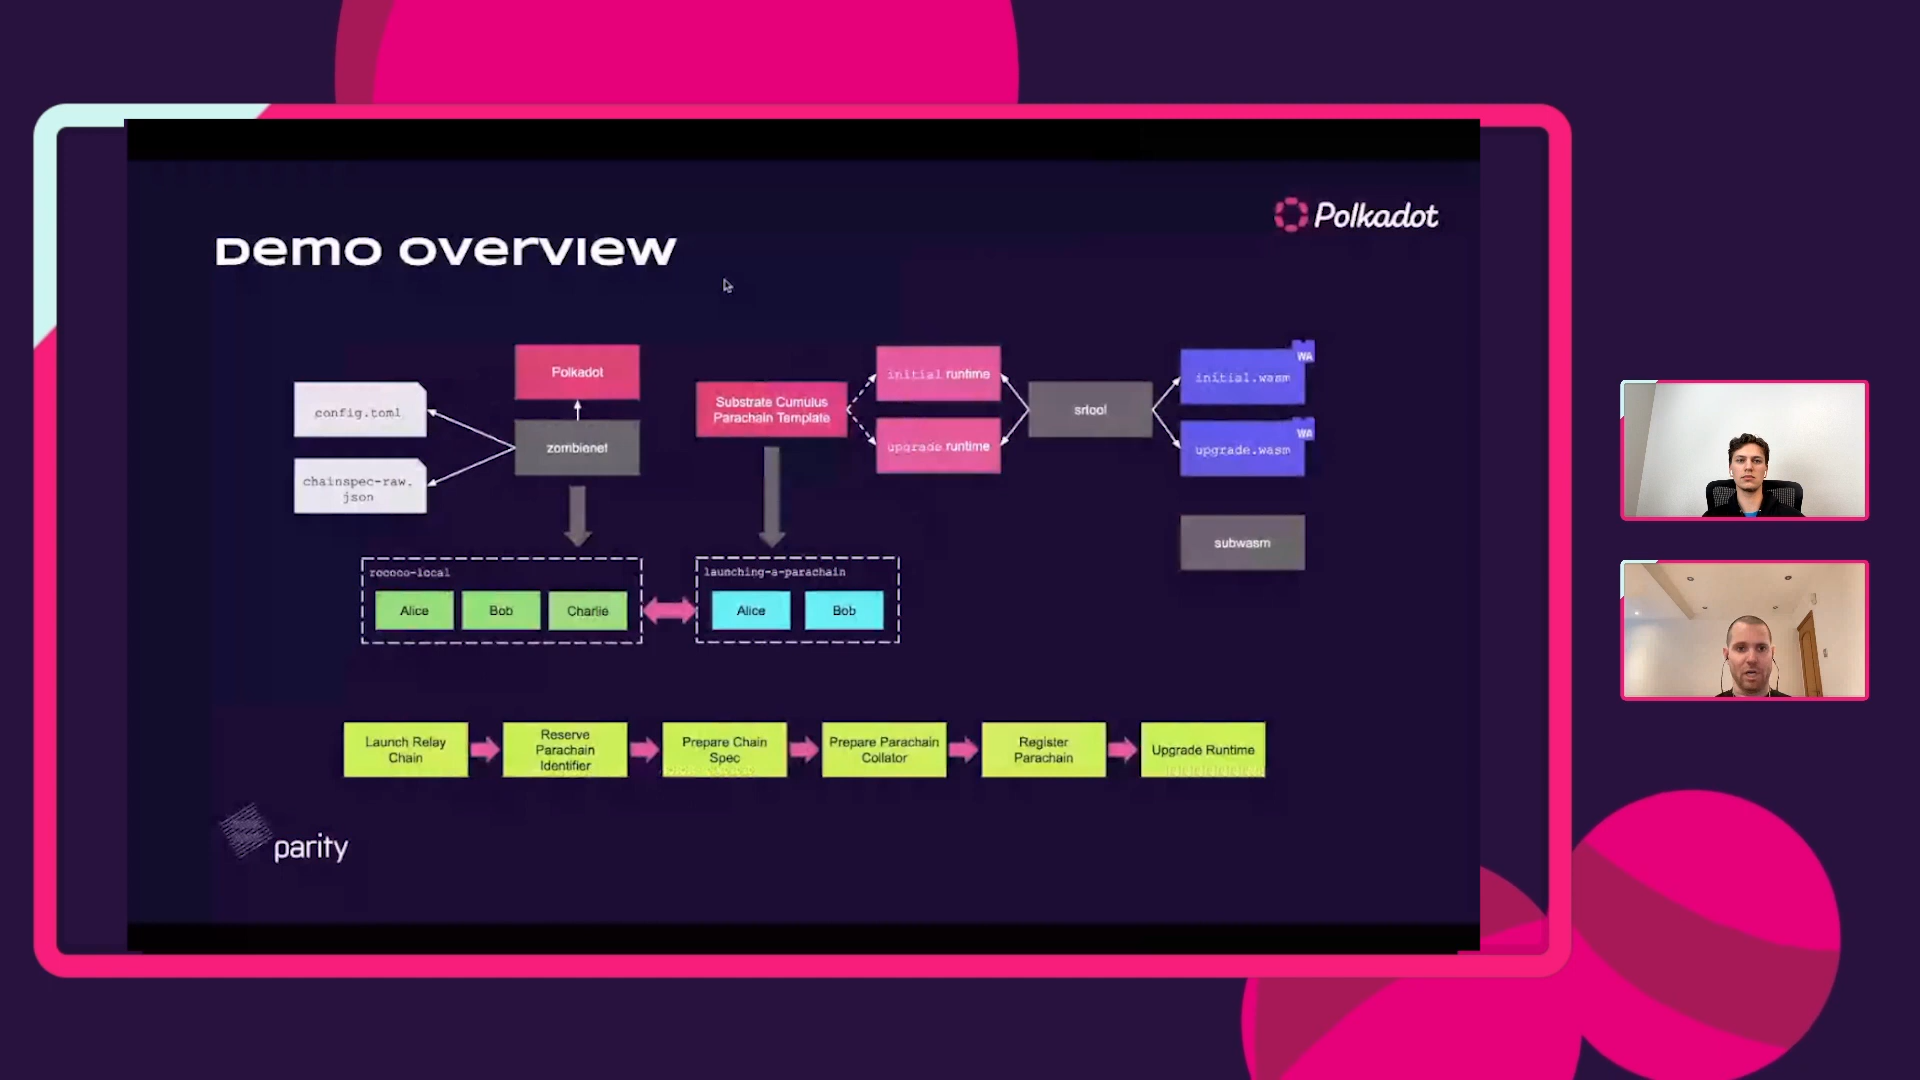 Demo Overview
Polkadot
config.toml
chainspec-raw.
json
Polkadot
zombienet
Substrate Cumulus
Parachain Template
initial runtime
upgrade runtime
srtool
initial.wasm
WA
upgrade.wasm
WA
subwasm
rococo-local
Alice
Bob
Charlie
launching-a-parachain
Alice
Bob
Launch Relay
Chain
Reserve
Parachain
Identifier
Prepare Chain
Spec
Prepare Parachain
Collator
Register
Parachain
Upgrade Runtime
parity